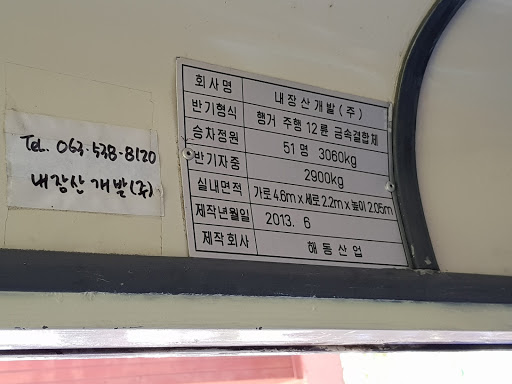 Tel. 063-538-8120
내장산 개발(주)
회사명 내장산개발(주)
반기형식 행거 주행 12륜 금속결합체
승차정원 51 명 3060kg
반기자중 2900kg
실내면적 가로 4.6m x 세로 2.2m x 높이 2.05m
제작년월일 2013. 6
제작회사 해동산업